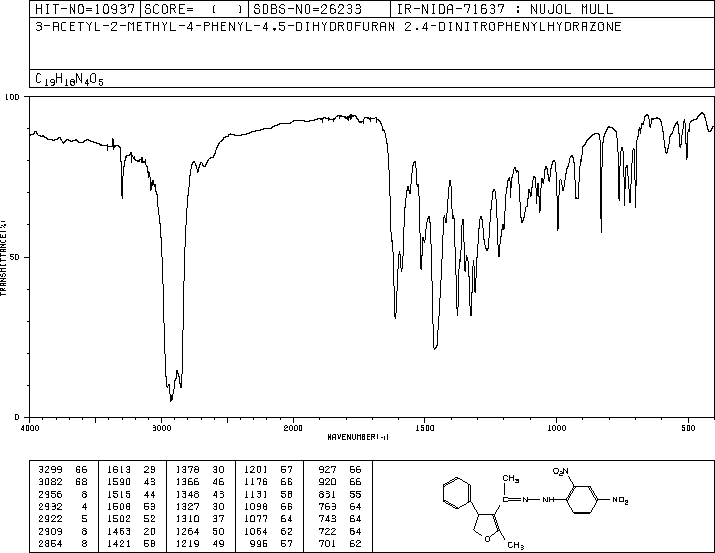 HIT-NO=10937 SCORE= ( ) SDBS-NO=26233 IR-NIDA-71637 : NUJOL MULL
3-ACETYL-2-METHYL-4-PHENYL-4.5-DIHYDROFURAN 2.4-DINITROPHENYLHYDRAZONE
C19H18N4O5
100
50
0
TRANSMITTANCE(%)
4000 3000 2000 1500 1000 500
WAVENUMBER(-1)
3299 66 1613 29 1378 30 1201 57 927 66
3082 68 1590 43 1366 46 1176 66 920 66
2956 8 1515 44 1348 43 1131 58 831 55
2932 4 1508 50 1327 30 1098 66 763 64
2922 5 1502 52 1310 37 1077 64 743 64
2909 8 1463 20 1264 50 1064 62 722 64
2854 8 1421 58 1219 49 995 57 701 62
CH3
C=N—NH
NO2
NO2
O
CH3